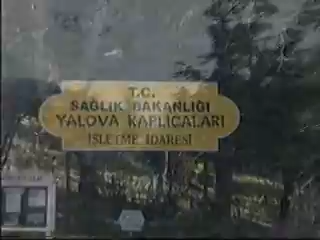 T.C.
SAĞLIK BAKANLIĞI
YALOVA KAPLICALARI
İŞLETME İDARESİ